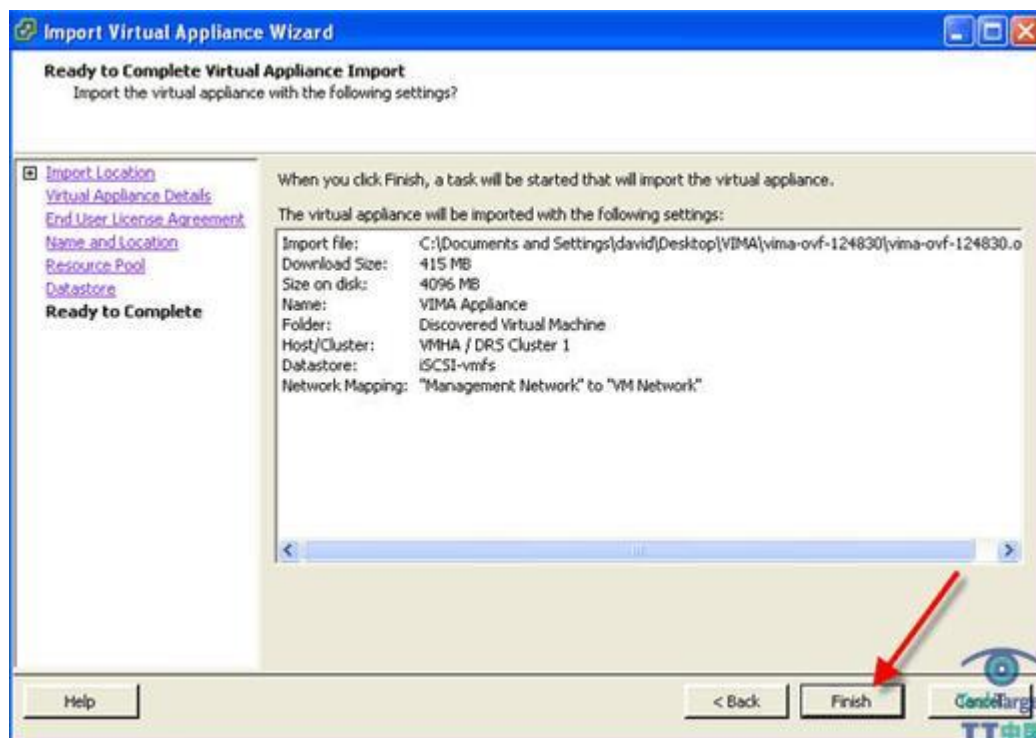 Import Virtual Appliance Wizard
Ready to Complete Virtual Appliance Import
Import the virtual appliance with the following settings?
Import Location
Virtual Appliance Details
End User License Agreement
Name and Location
Resource Pool
Datastore
Ready to Complete
When you click Finish, a task will be started that will import the virtual appliance.
The virtual appliance will be imported with the following settings:
Import file: C:\Documents and Settings\david\Desktop\VIMA\vima-ovf-124830\vima-ovf-124830.o
Download Size: 415 MB
Size on disk: 4096 MB
Name: VIMA Appliance
Folder: Discovered Virtual Machine
Host/Cluster: VMHA / DRS Cluster 1
Datastore: iSCSI-vmfs
Network Mapping: "Management Network" to "VM Network"
Help
< Back
Finish
TT中国